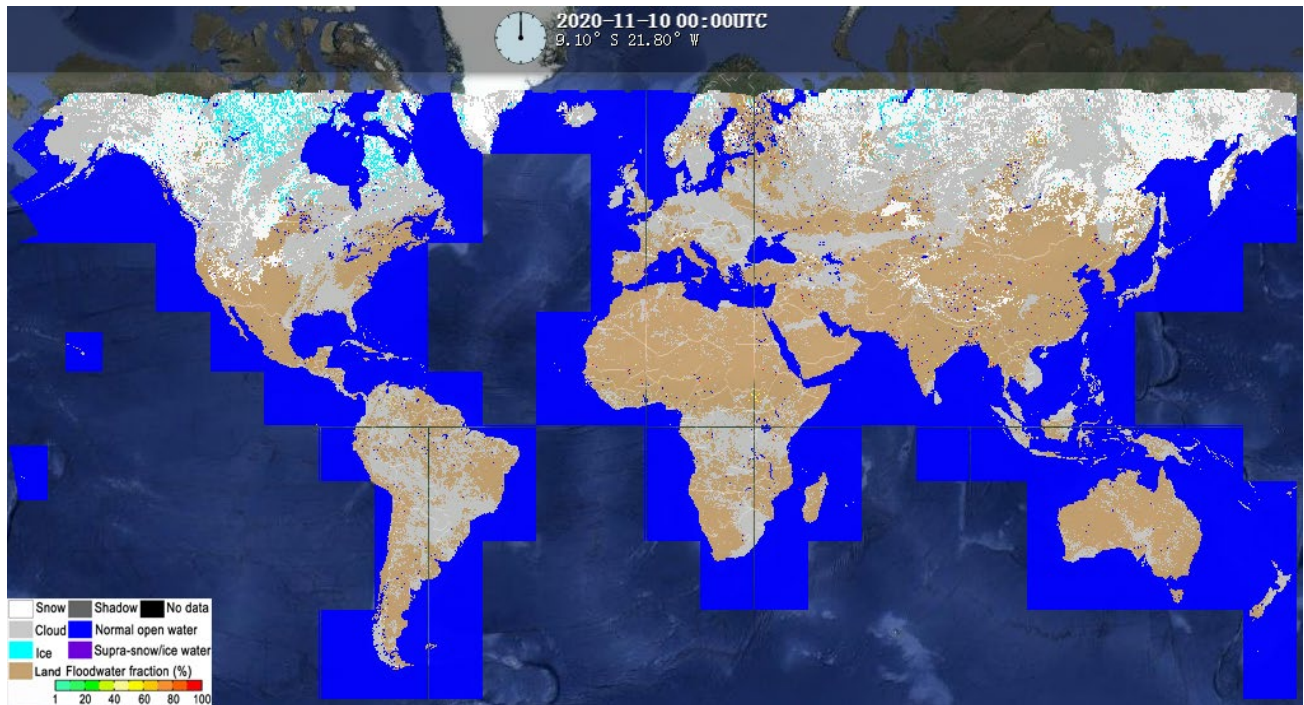 2020-11-10 00:00UTC
9.10° S 21.80° W
Snow Shadow No data
Cloud Normal open water
Ice Supra-snow/ice water
Land Floodwater fraction (%)
1 20 40 60 80 100